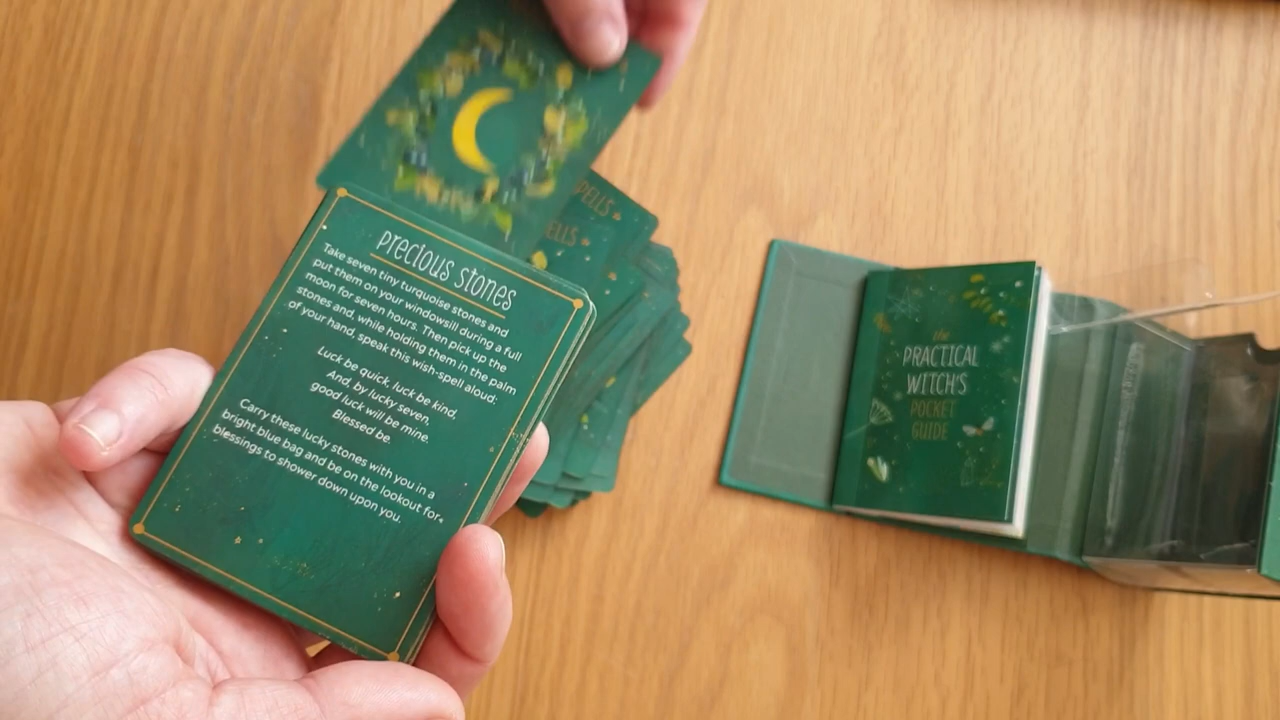 PELLS
ELLS
precious stones
Take seven tiny turquoise stones and
put them on your windowsill during a full
moon for seven hours. Then pick up the
stones and, while holding them in the palm
of your hand, speak this wish-spell aloud:
Luck be quick, luck be kind,
And, by lucky seven,
good luck will be mine.
Blessed be.
Carry these lucky stones with you in a
bright blue bag and be on the lookout for
blessings to shower down upon you.
the
PRACTICAL
WITCH'S
POCKET
GUIDE